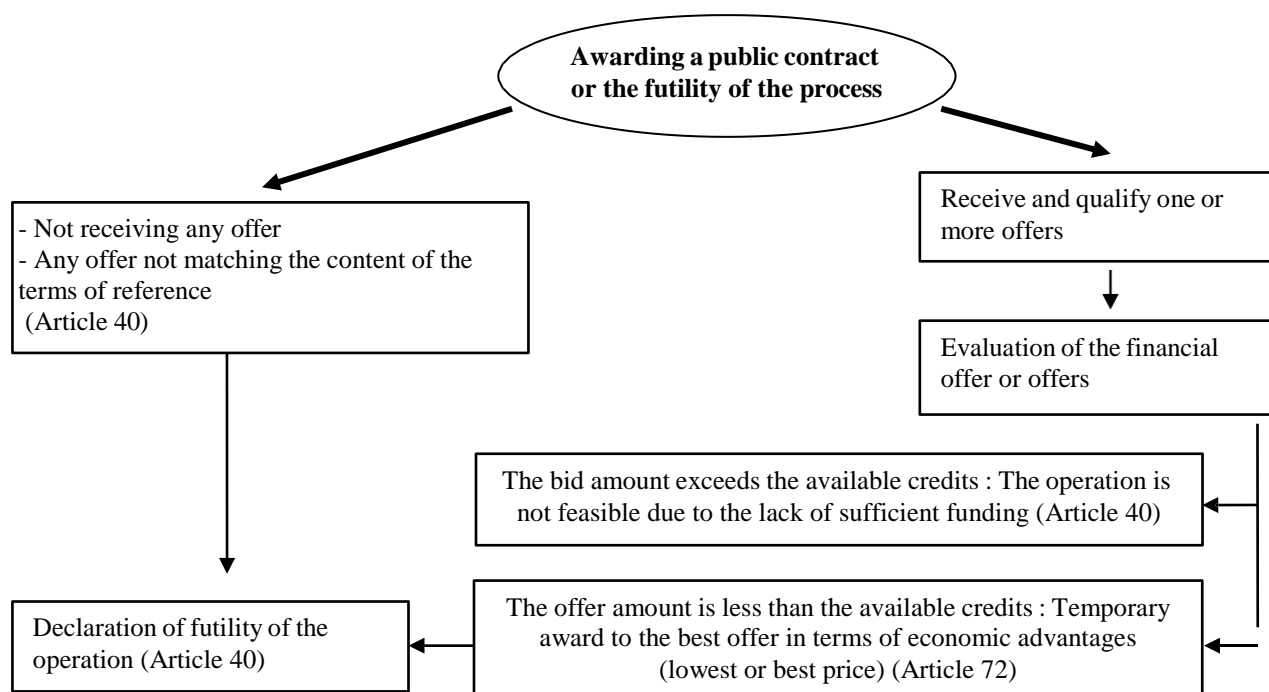 Awarding a public contract
or the futility of the process
- Not receiving any offer
- Any offer not matching the content of the
terms of reference
(Article 40)
Receive and qualify one or
more offers
Evaluation of the financial
offer or offers
The bid amount exceeds the available credits : The operation is
not feasible due to the lack of sufficient funding (Article 40)
Declaration of futility of the
operation (Article 40)
The offer amount is less than the available credits : Temporary
award to the best offer in terms of economic advantages
(lowest or best price) (Article 72)